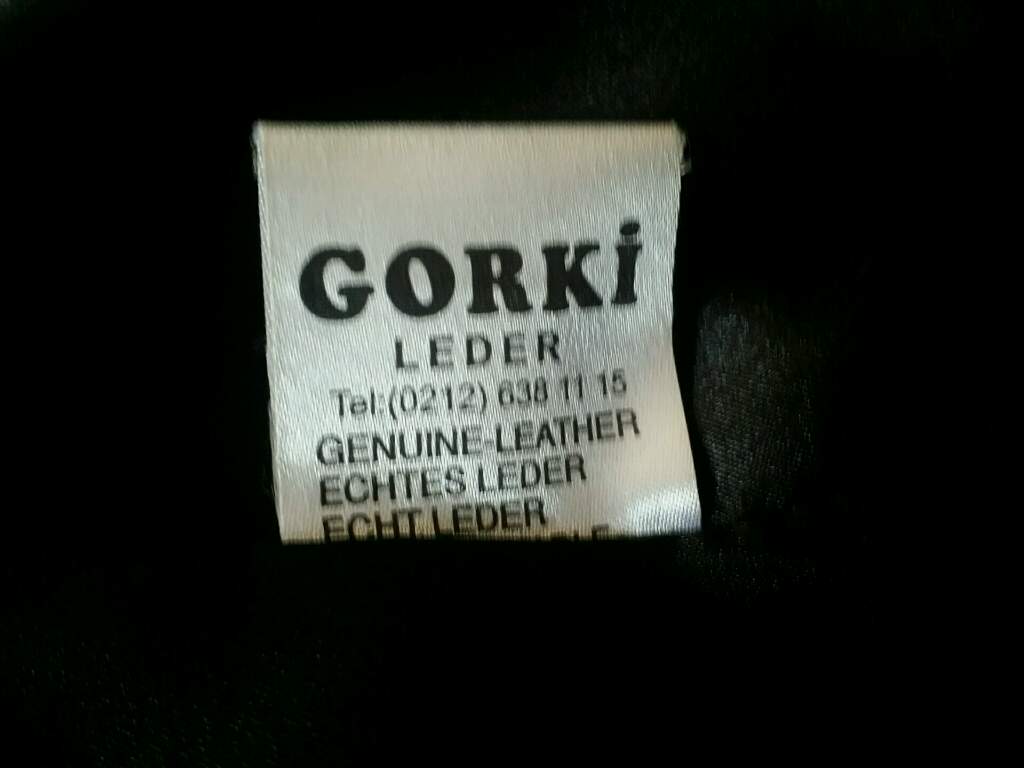 GORKİ
LEDER
Tel:(0212) 638 11 15
GENUINE-LEATHER
ECHTES LEDER
ECHT LEDER